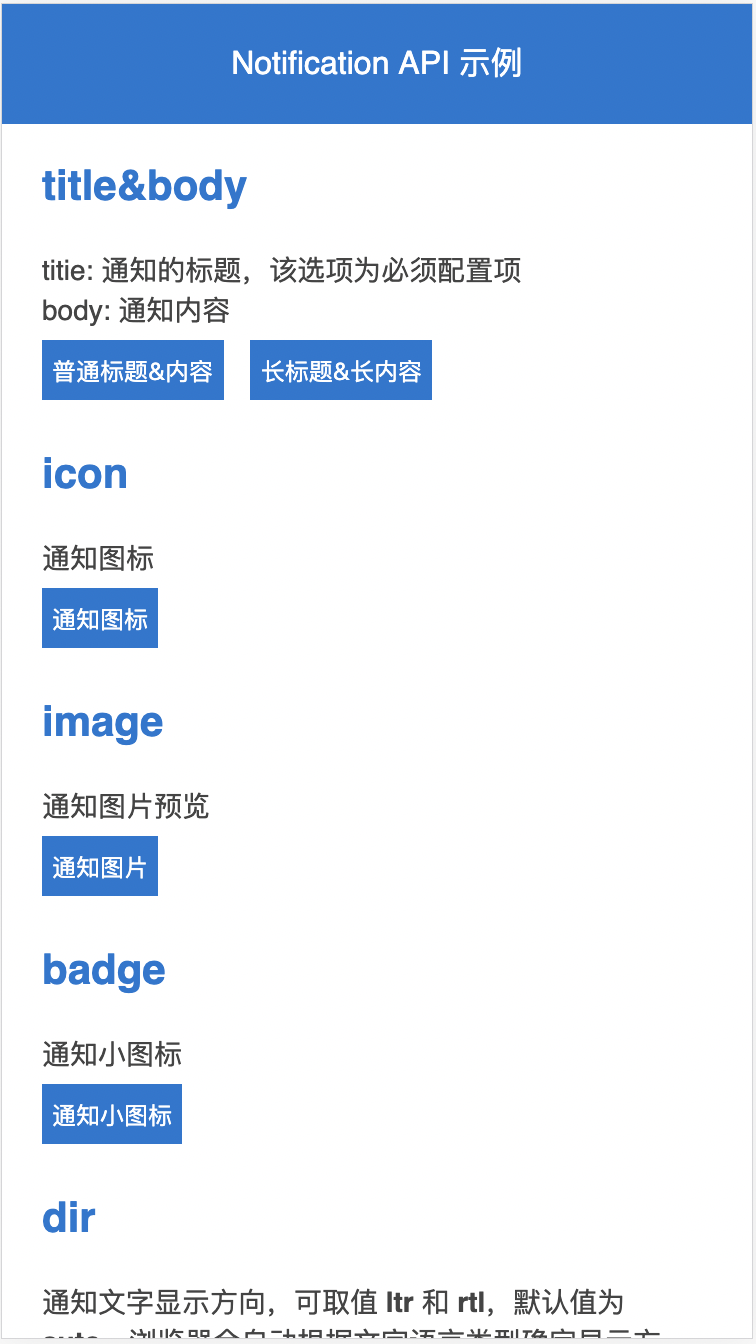 Notification API 示例
title&body
titie: 通知的标题，该选项为必须配置项
body: 通知内容
普通标题&内容 长标题&长内容
icon
通知图标
通知图标
image
通知图片预览
通知图片
badge
通知小图标
通知小图标
dir
通知文字显示方向，可取值 ltr 和 rtl，默认值为